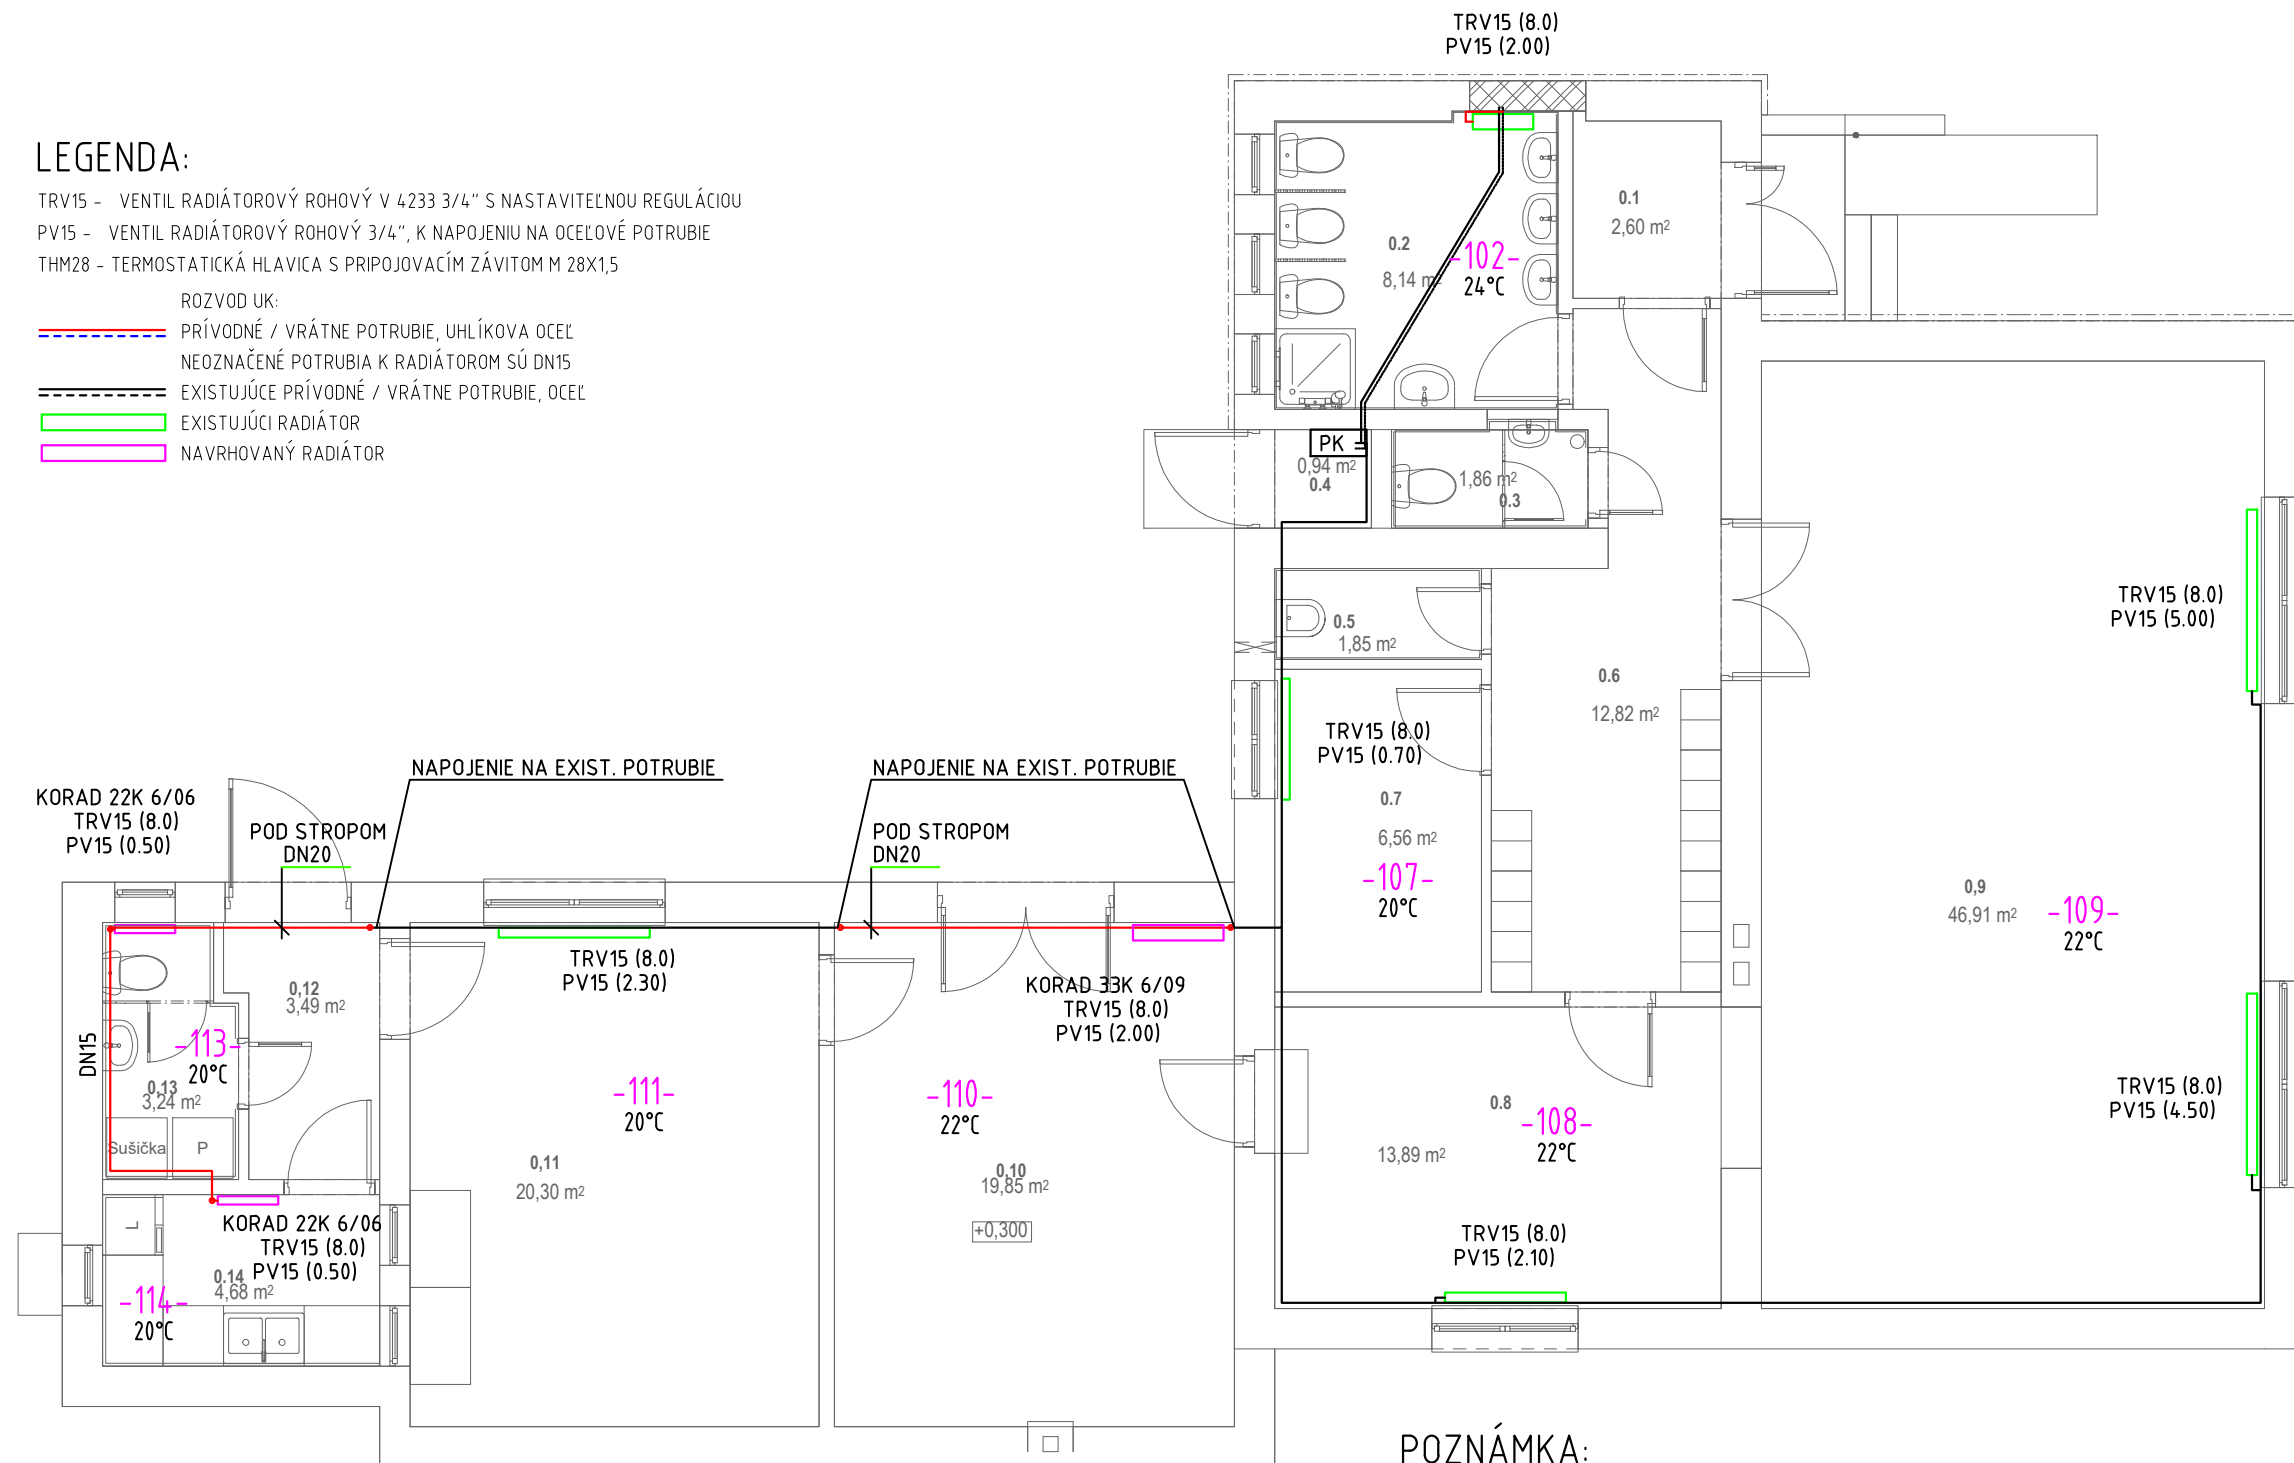 TRV15 (8.0)
PV15 (2.00)
LEGENDA:
TRV15 - VENTIL RADIÁTOROVÝ ROHOVÝ V 4233 3/4" S NASTAVITEĽNOU REGULÁCIOU
PV15 - VENTIL RADIÁTOROVÝ ROHOVÝ 3/4", K NAPOJENIU NA OCEĽOVÉ POTRUBIE
THM28 - TERMOSTATICKÁ HLAVICA S PRIPOJOVACÍM ZÁVITOM M 28X1,5
ROZVOD UK:
PRÍVODNÉ / VRÁTNE POTRUBIE, UHLÍKOVA OCEĽ
NEOZNAČENÉ POTRUBIA K RADIÁTOROM SÚ DN15
EXISTUJÚCE PRÍVODNÉ / VRÁTNE POTRUBIE, OCEĽ
EXISTUJÚCI RADIÁTOR
NAVRHOVANÝ RADIÁTOR
0.1
2,60 m2
0.2
8,14 m2
-102-
24°C
PK
0,94 m2
0.4
1,86 m2
0.3
0.5
1,85 m2
0.6
12,82 m2
TRV15 (8.0)
PV15 (5.00)
TRV15 (8.0)
PV15 (0.70)
0.7
6,56 m2
-107-
20°C
0,9
46,91 m2
-109-
22°C
NAPOJENIE NA EXIST. POTRUBIE
NAPOJENIE NA EXIST. POTRUBIE
KORAD 22K 6/06
TRV15 (8.0)
PV15 (0.50)
POD STROPOM
DN20
POD STROPOM
DN20
TRV15 (8.0)
PV15 (2.30)
KORAD 33K 6/09
TRV15 (8.0)
PV15 (2.00)
0,12
3,49 m2
DN15
-113-
20°C
0,13
3,24 m2
Sušička
P
-111-
20°C
0,11
20,30 m2
-110-
22°C
0,10
19,85 m2
+0,300
0.8
13,89 m2
-108-
22°C
TRV15 (8.0)
PV15 (4.50)
TRV15 (8.0)
PV15 (2.10)
L
KORAD 22K 6/06
TRV15 (8.0)
PV15 (0.50)
0.14
4,68 m2
-114-
20°C
POZNÁMKA: